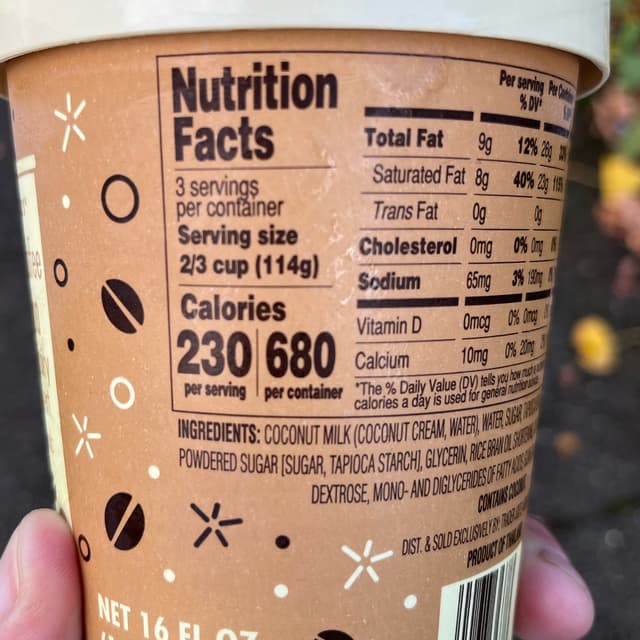 Nutrition
Facts
3 servings
per container
Serving size
2/3 cup (114g)
Calories
230 680
per serving per container
Per serving Per
% DV*
Total Fat 9g 12% 28g
Saturated Fat 8g 40% 23g
Trans Fat 0g 0g
Cholesterol 0mg 0% 0mg
Sodium 65mg 3% 190mg
Vitamin D 0mcg 0% 0mcg
Calcium 10mg 0% 20mg
*The % Daily Value (DV) tells you how much a
calories a day is used for general nutrition
INGREDIENTS: COCONUT MILK (COCONUT CREAM, WATER), WATER, SUGAR,
POWDERED SUGAR [SUGAR, TAPIOCA STARCH], GLYCERIN, RICE BRAN OIL
DEXTROSE, MONO- AND DIGLYCERIDES OF FATTY
CONTAINS COCONUT
DIST. & SOLD EXCLUSIVELY BY:
PRODUCT OF
NET 16 FL OZ